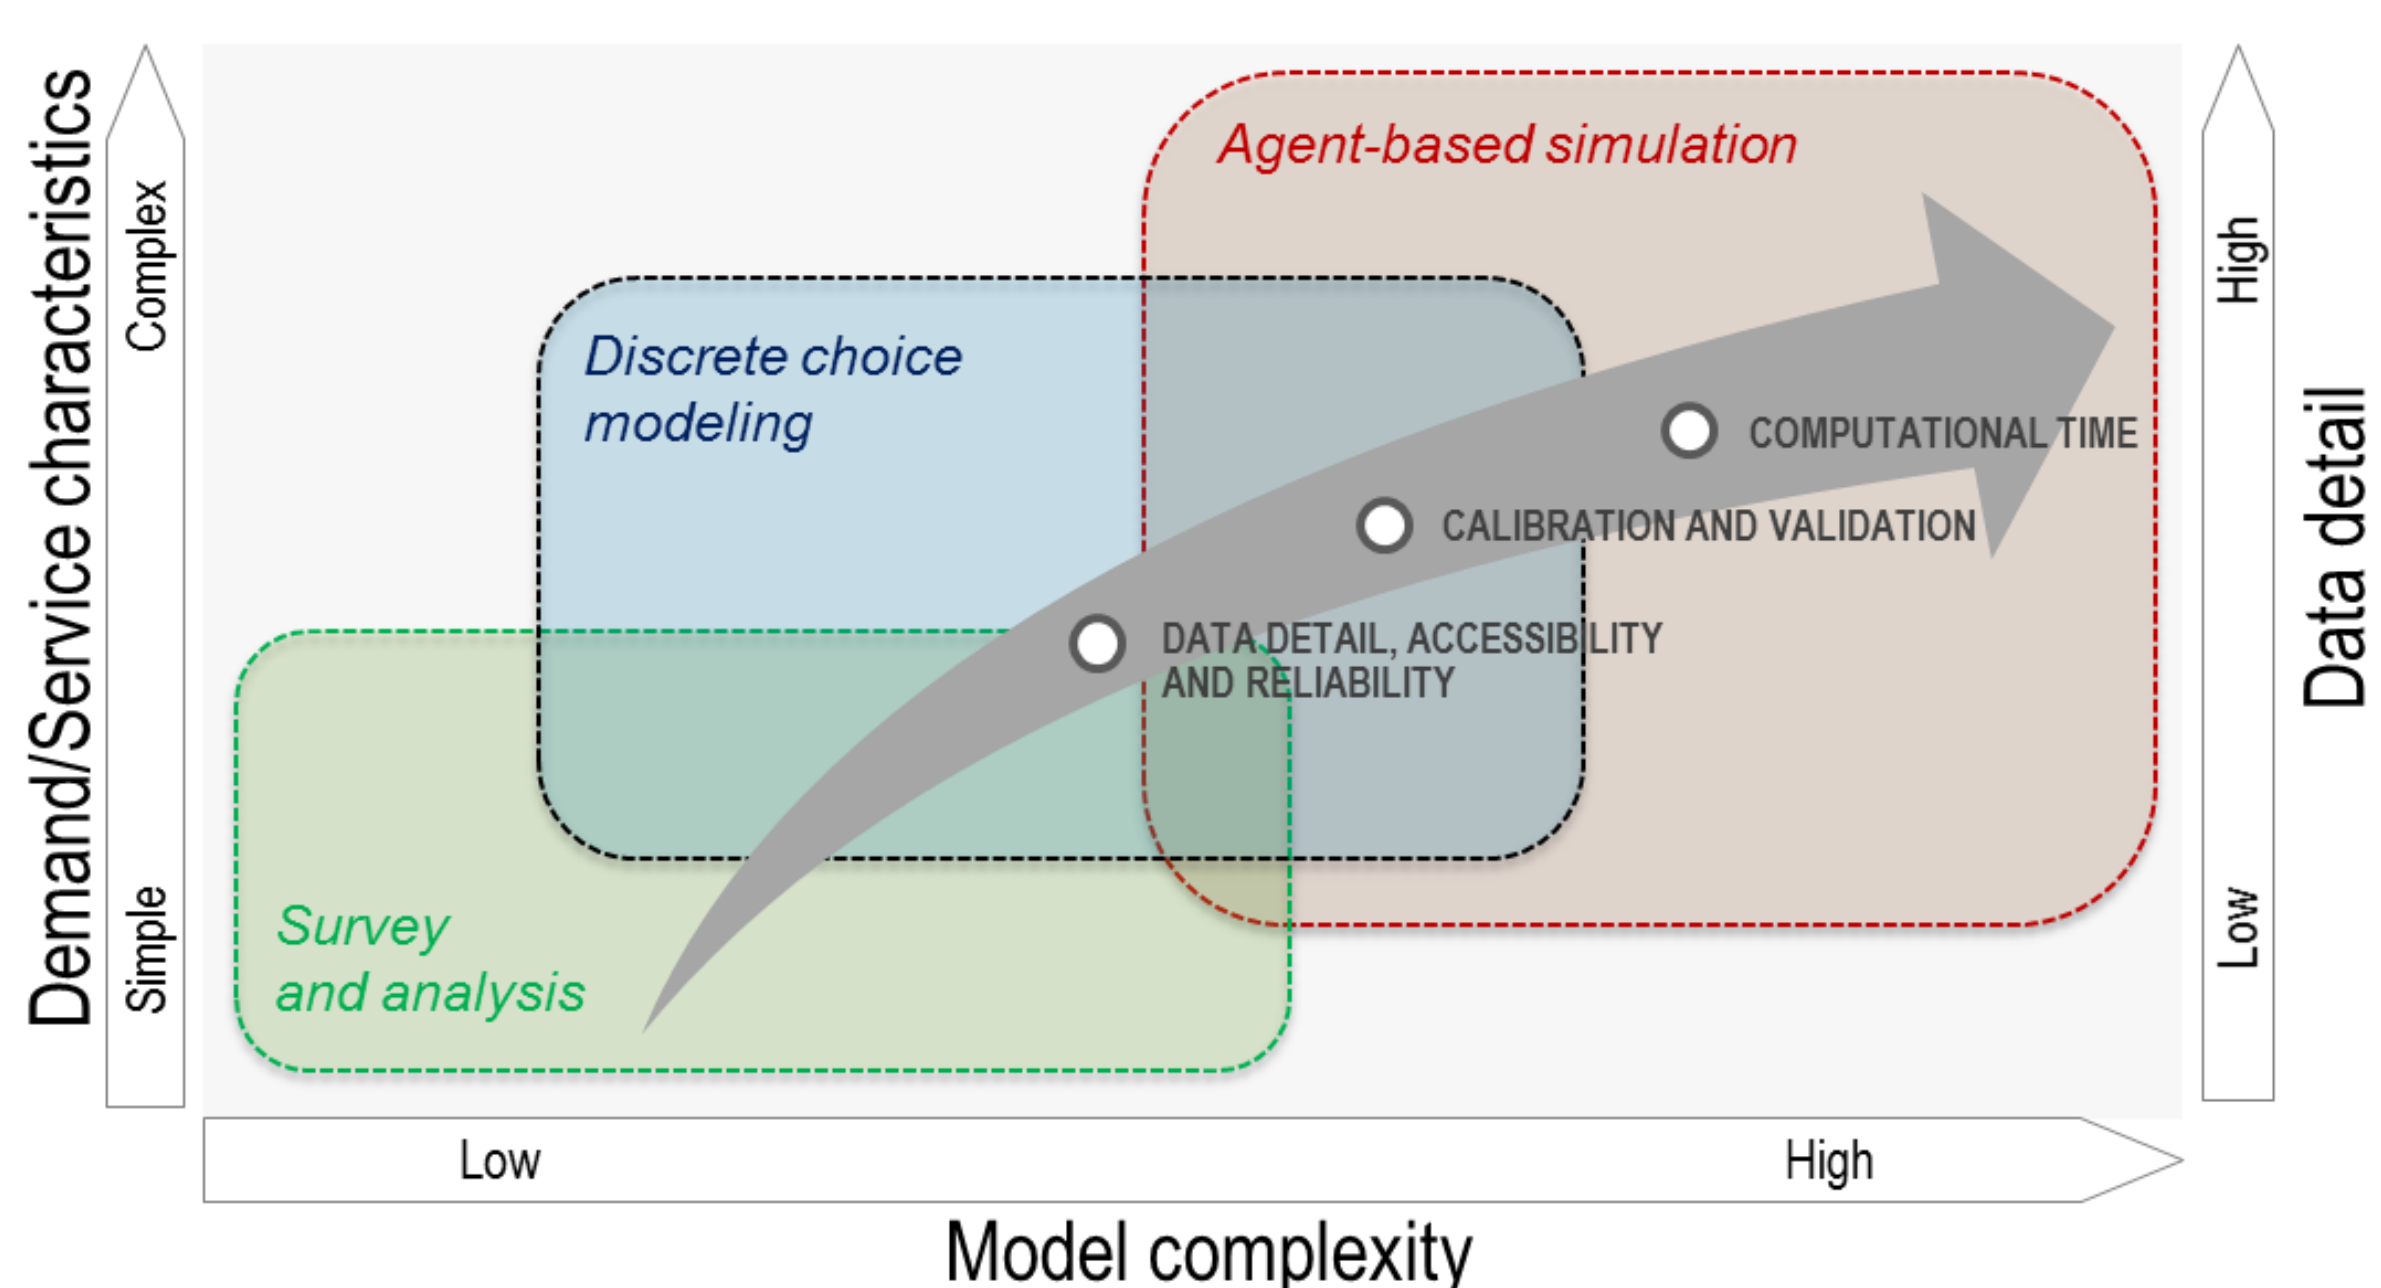 Demand/Service characteristics
Complex
Simple
Agent-based simulation
Discrete choice
modeling
COMPUTATIONAL TIME
CALIBRATION AND VALIDATION
DATA DETAIL, ACCESSIBILITY
AND RELIABILITY
Survey
and analysis
High
Low
Data detail
Low
High
Model complexity